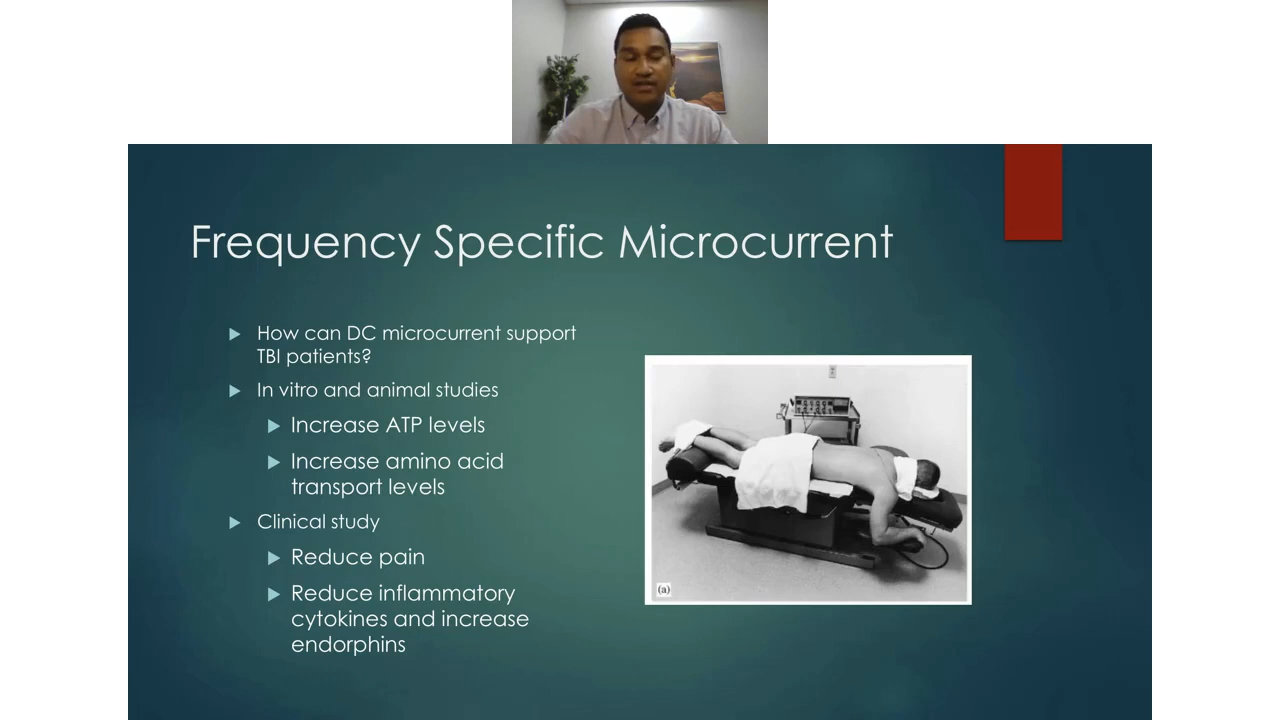 Frequency Specific Microcurrent
How can DC microcurrent support
TBI patients?
In vitro and animal studies
Increase ATP levels
Increase amino acid
transport levels
Clinical study
Reduce pain
Reduce inflammatory
cytokines and increase
endorphins
(a)